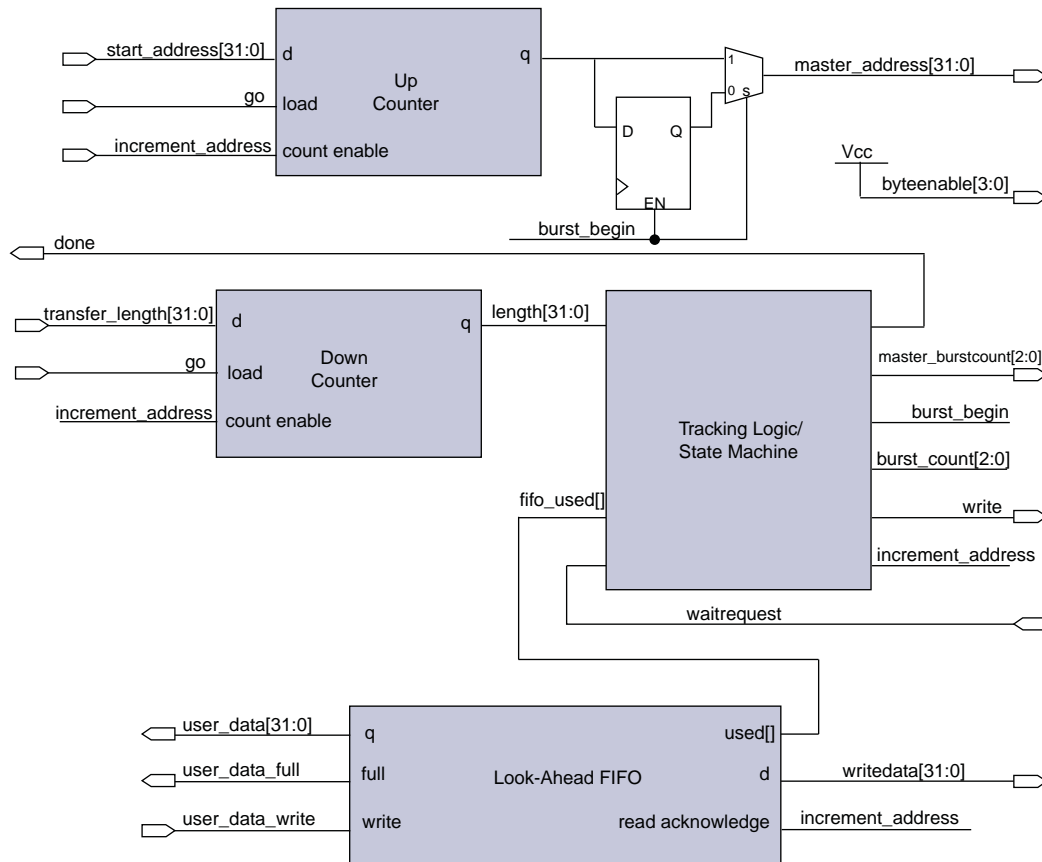 start_address[31:0]
d
q
go
load
Up
Counter
increment_address
count enable
1
0
s
master_address[31:0]
D
Q
EN
burst_begin
Vcc
byteenable[3:0]
done
transfer_length[31:0]
d
q
length[31:0]
go
load
Down
Counter
increment_address
count enable
Tracking Logic/
State Machine
master_burstcount[2:0]
burst_begin
burst_count[2:0]
fifo_used[]
write
increment_address
waitrequest
user_data[31:0]
q
used[]
user_data_full
full
Look-Ahead FIFO
d
writedata[31:0]
user_data_write
write
read acknowledge
increment_address